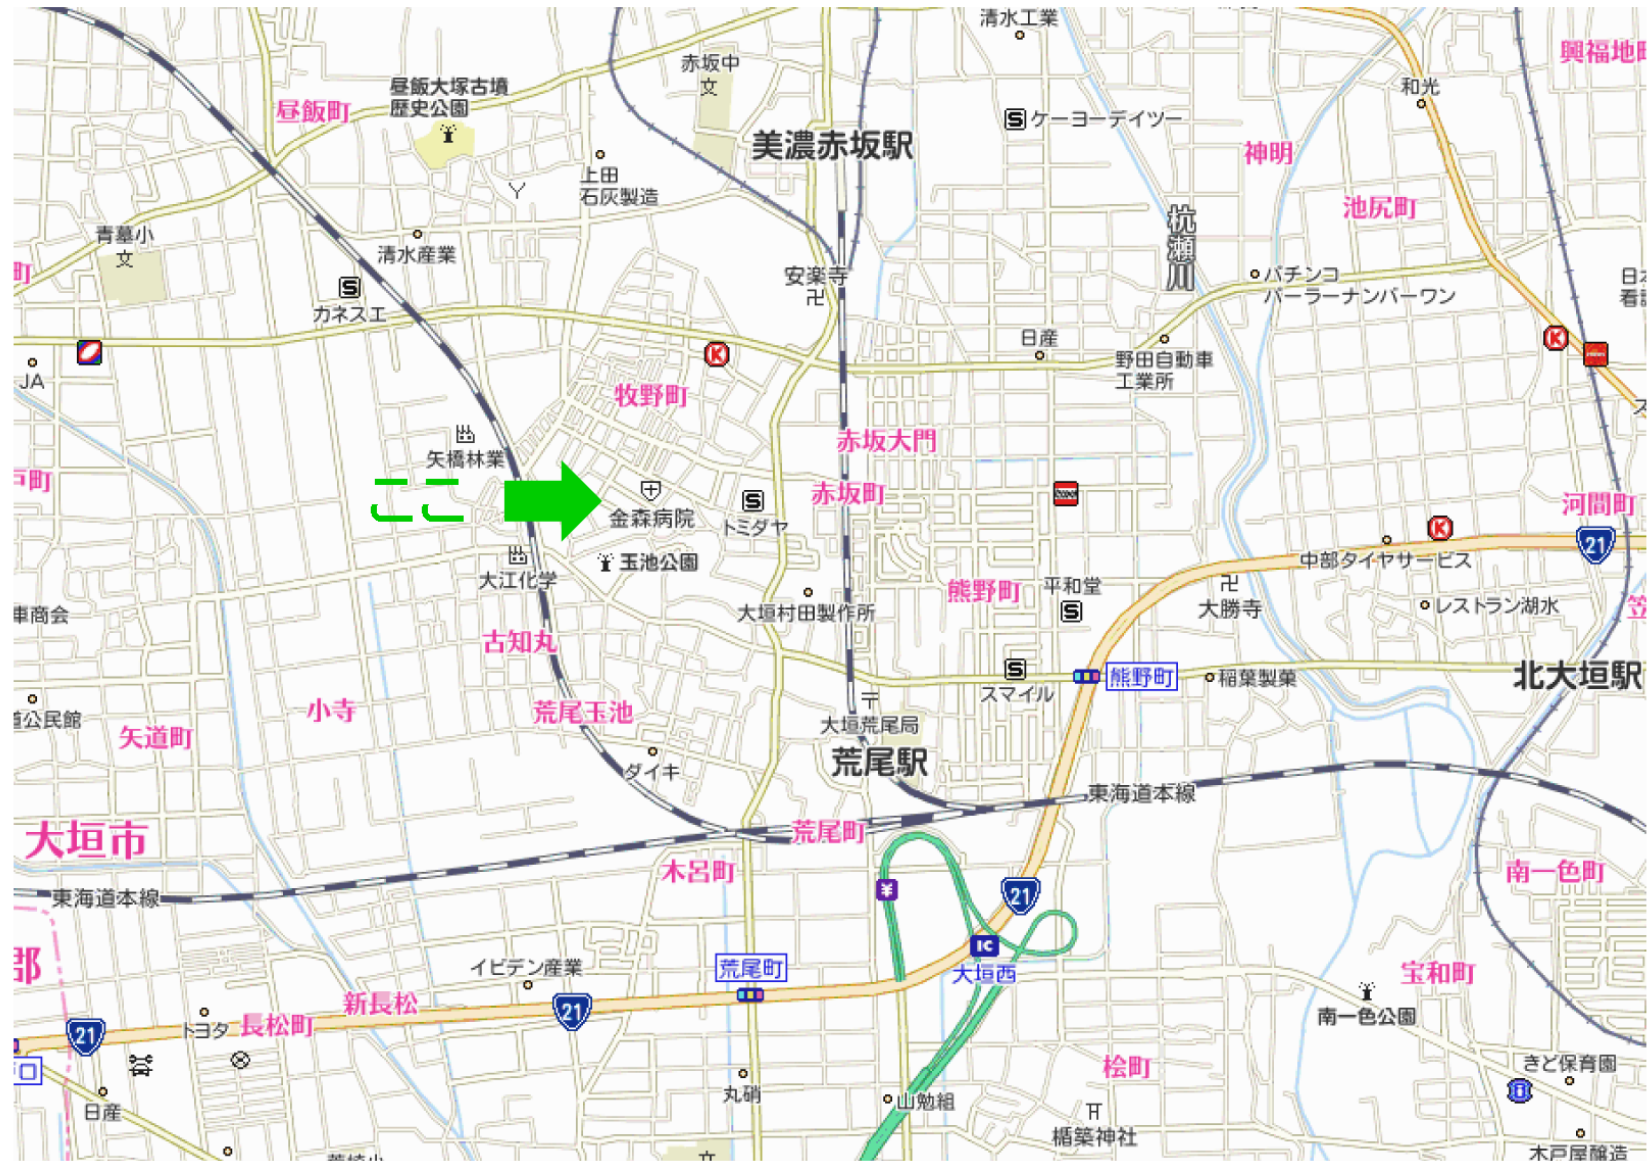 清水工業
興福地町
赤坂中
文
昼飯大塚古墳
歴史公園
昼飯町
和光
S
ケーヨーデイツー
美濃赤坂駅
神明
上田
石灰製造
池尻町
杭瀬川
青墓小
文
清水産業
町
安楽寺
パチンコ
パーラーナンバーワン
S
カネスエ
日産
K
K
野田自動車
工業所
JA
牧野町
赤坂大門
矢橋林業
戸町
ココ
赤坂町
S
トミダヤ
金森病院
河間町
K
21
中部タイヤサービス
玉池公園
大江化学
熊野町
平和堂
S
大勝寺
レストラン湖水
大垣村田製作所
車商会
笠
古知丸
S
スマイル
熊野町
稲葉製菓
北大垣駅
小寺
荒尾玉池
〒
大垣荒尾局
道公民館
矢道町
荒尾駅
ダイキ
東海道本線
大垣市
荒尾町
木呂町
南一色町
東海道本線
¥
21
郡
IC
大垣西
荒尾町
イビデン産業
宝和町
新長松
21
長松町
トヨタ
21
南一色公園
口
桧町
きど保育園
丸硝
山勉組
日産
楯築神社
木戸屋醸造
文